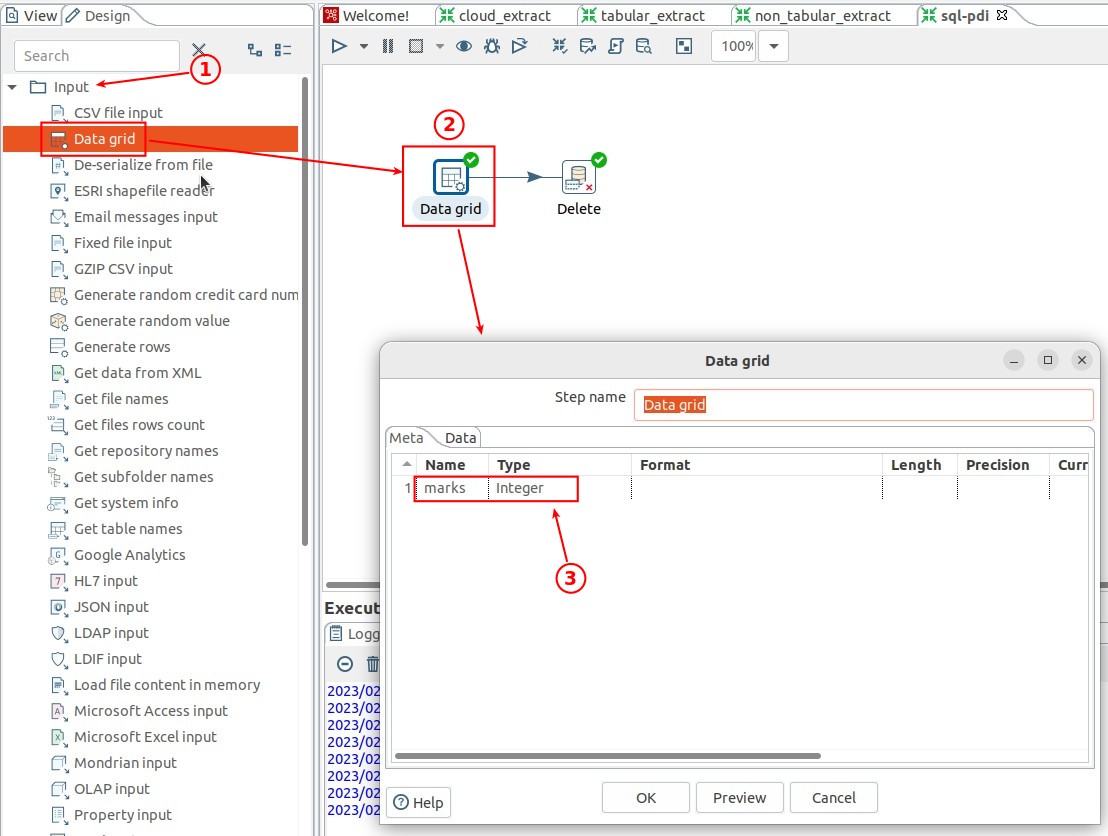 View
Design
Welcome!
cloud_extract
tabular_extract
non_tabular_extract
sql-pdi
Search
100%
1
Input
CSV file input
Data grid
De-serialize from file
ESRI shapefile reader
Email messages input
Fixed file input
GZIP CSV input
Generate random credit card num
Generate random value
Generate rows
Get data from XML
Get file names
Get files rows count
Get repository names
Get subfolder names
Get system info
Get table names
Google Analytics
HL7 input
JSON input
LDAP input
LDIF input
Load file content in memory
Microsoft Access input
Microsoft Excel input
Mondrian input
OLAP input
Property input
2
Data grid
Delete
Data grid
Step name
Data grid
Meta
Data
Name Type Format Length Precision Curr
1 marks Integer
3
Help
OK
Preview
Cancel
Execut
Logg
2023/02
2023/02
2023/02
2023/02
2023/02
2023/02
2023/02
2023/02